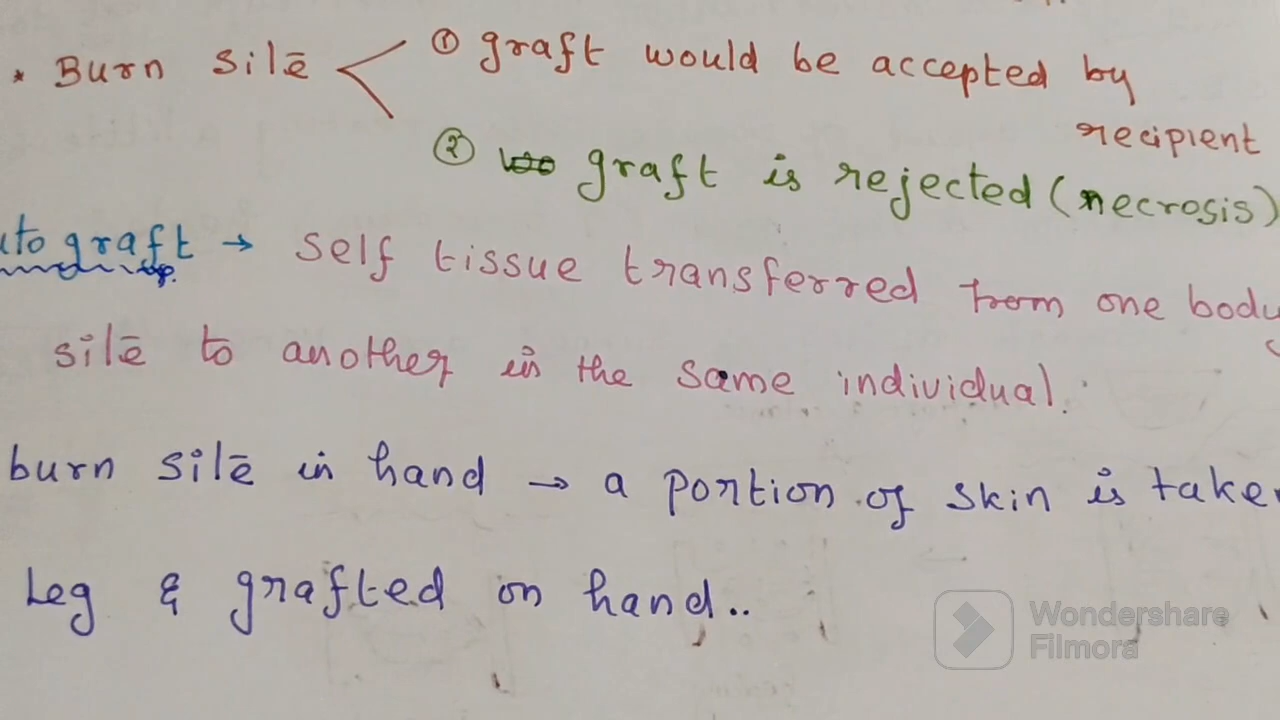 * Burn site
① graft would be accepted by
recipient
② graft is rejected (necrosis)
uto graft → self tissue transferred from one body
site to another in the same individual.
burn site in hand → a portion of skin is taken
Leg & grafted on hand..
Wondershare
Filmora